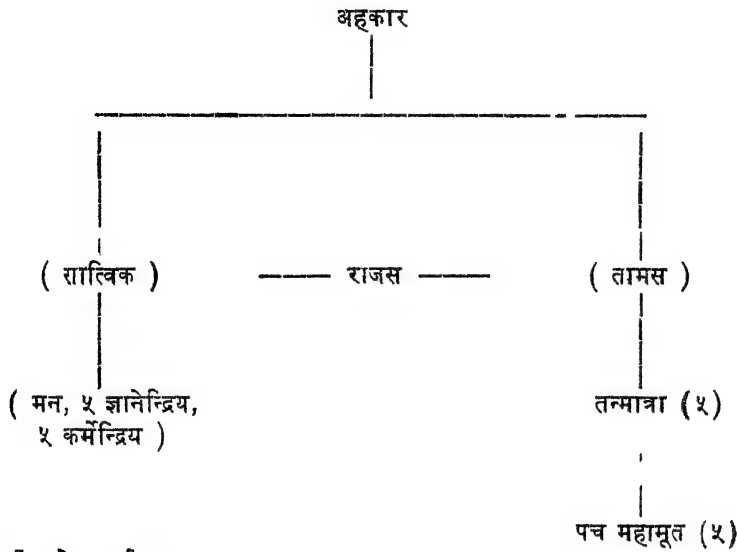 अहकार
( सात्विक ) —— राजस —— ( तामस )
( मन, ५ ज्ञानेन्द्रिय,
५ कर्मेन्द्रिय )
तन्मात्रा (५)
पच महामूत (५)